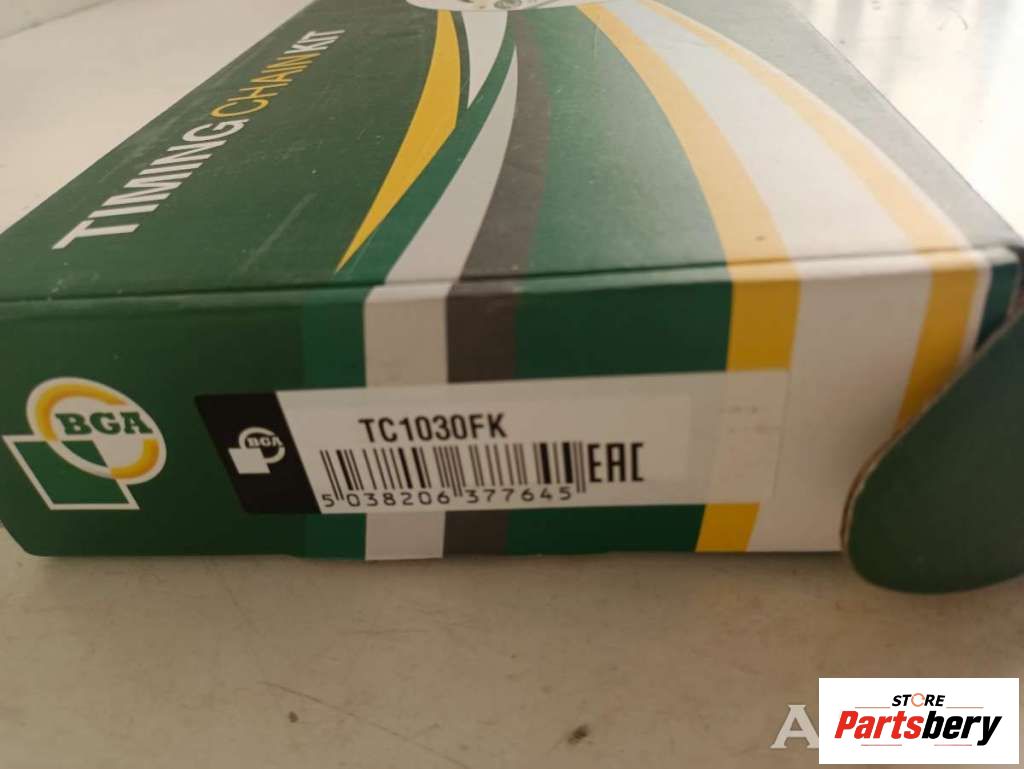 TIMING CHAIN KIT
BGA
BGA
TC1030FK
5 038206 377645
EAC
A
STORE
Partsbery